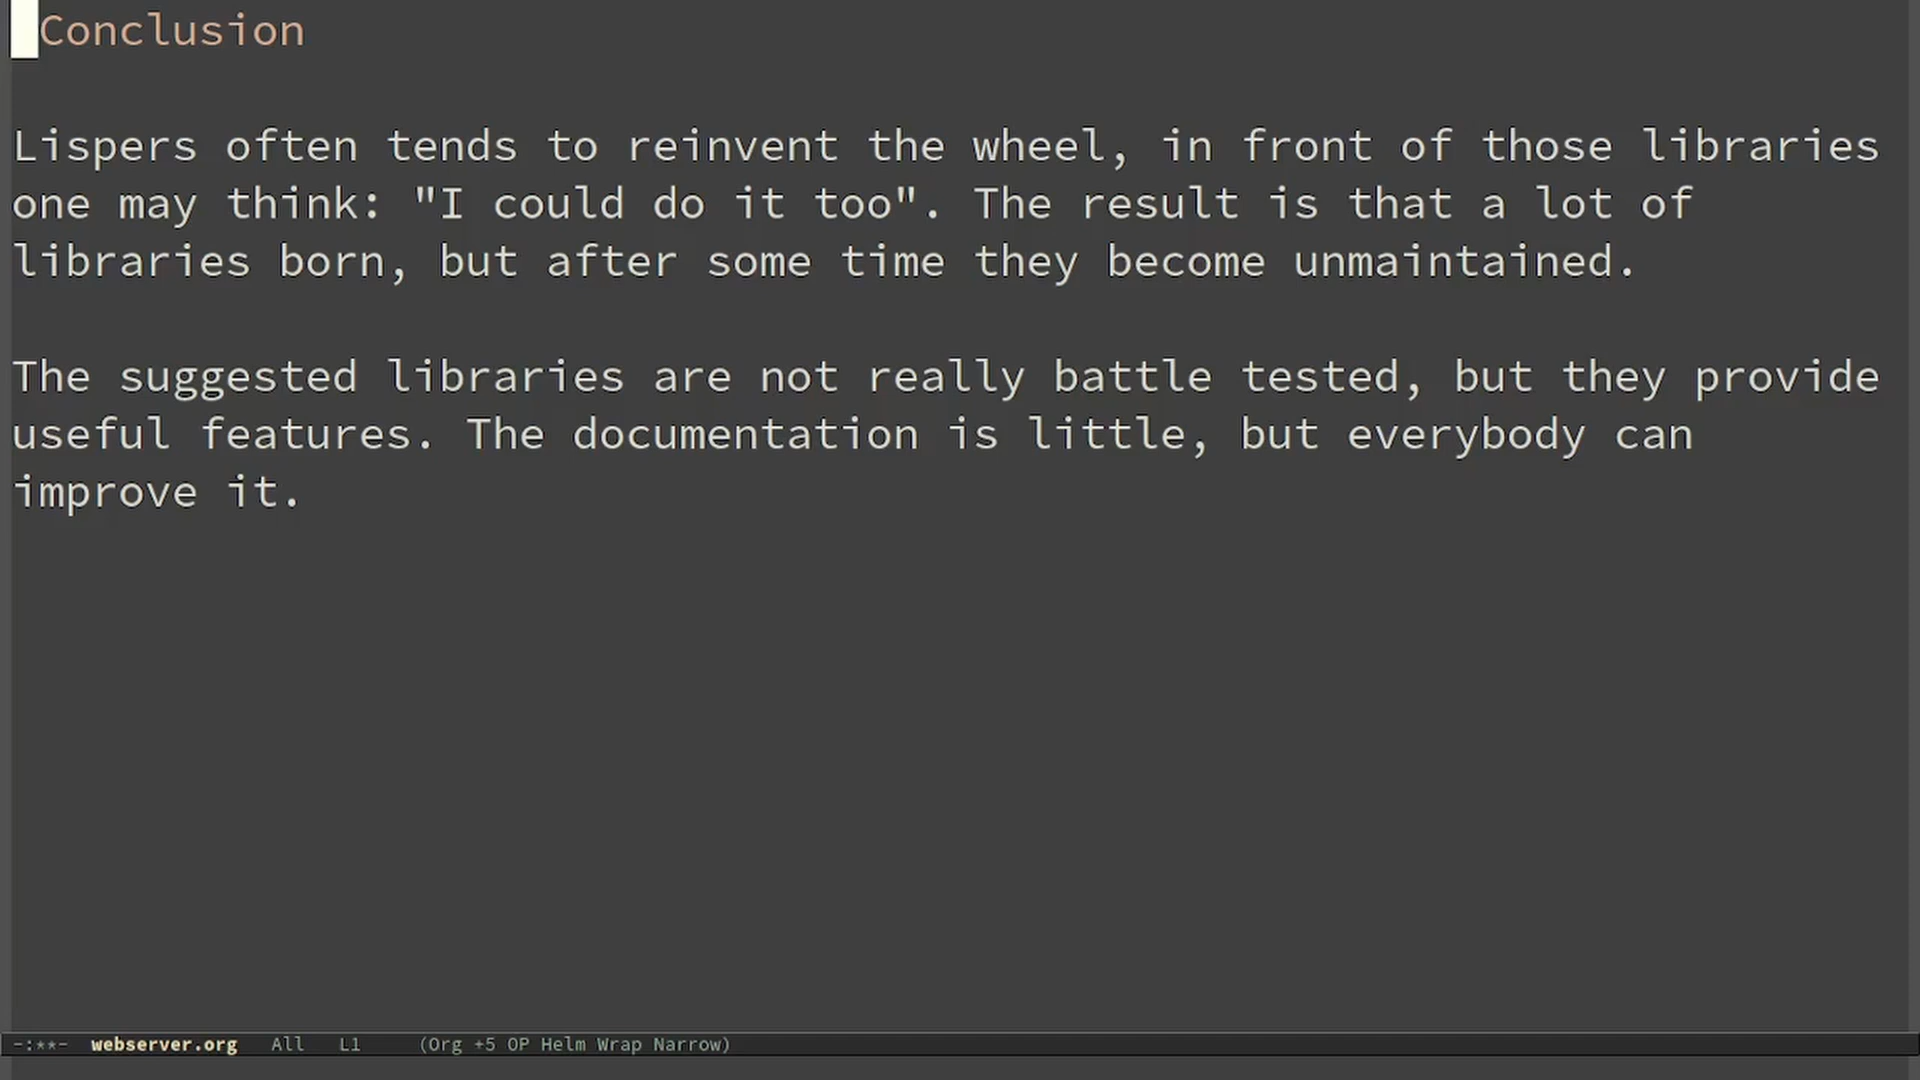 Conclusion
Lispers often tends to reinvent the wheel, in front of those libraries
one may think: "I could do it too". The result is that a lot of
libraries born, but after some time they become unmaintained.
The suggested libraries are not really battle tested, but they provide
useful features. The documentation is little, but everybody can
improve it.
-:**- webserver.org All L1 (Org +5 OP Helm Wrap Narrow)